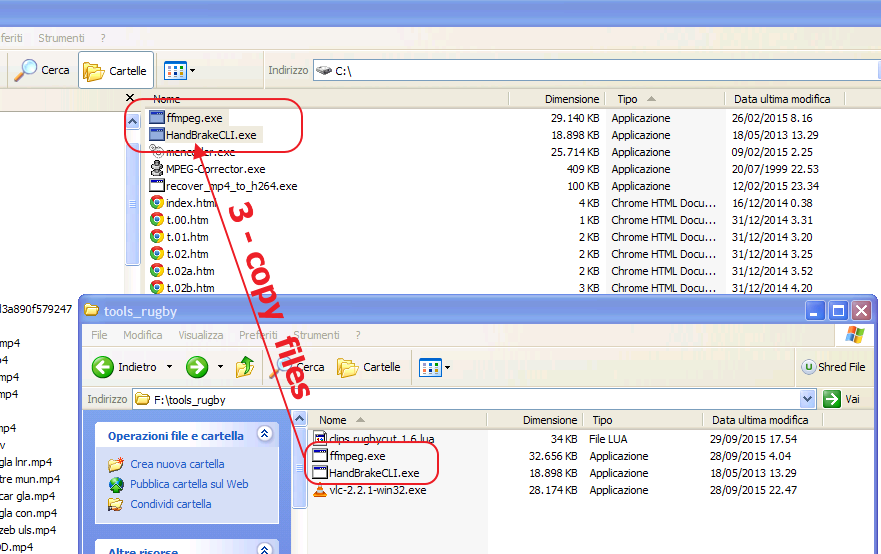 feriti Strumenti ?
Cerca Cartelle Indirizzo C:\
Nome Dimensione Tipo Data ultima modifica
ffmpeg.exe 29.140 KB Applicazione 26/02/2015 8.16
HandBrakeCLI.exe 18.898 KB Applicazione 18/05/2013 13.29
mencoder.exe 25.714 KB Applicazione 09/02/2015 2.25
MPEG-Corrector.exe 409 KB Applicazione 20/07/1999 22.53
recover_mp4_to_h264.exe 100 KB Applicazione 12/02/2015 23.34
index.html 4 KB Chrome HTML Docu... 16/12/2014 0.38
t.00.htm 1 KB Chrome HTML Docu... 31/12/2014 3.31
t.01.htm 2 KB Chrome HTML Docu... 31/12/2014 3.20
t.02.htm 2 KB Chrome HTML Docu... 31/12/2014 3.25
t.02a.htm 2 KB Chrome HTML Docu... 31/12/2014 3.52
t.02b.htm 3 KB Chrome HTML Docu... 31/12/2014 4.20
3 - copy files
d3a890f579247
.mp4
4
mp4
mp4
v
gla lnr.mp4
tre mun.mp4
car gla.mp4
gla con.mp4
zeb uls.mp4
D.mp4
tools_rugby
File Modifica Visualizza Preferiti Strumenti ?
Indietro Cerca Cartelle Shred File
Indirizzo F:\tools_rugby Vai
Operazioni file e cartella
Crea nuova cartella
Pubblica cartella sul Web
Condividi cartella
Altre risorse
Nome Dimensione Tipo Data ultima modifica
clips rugbycut 1.6.lua 34 KB File LUA 29/09/2015 17.54
ffmpeg.exe 32.656 KB Applicazione 28/09/2015 4.04
HandBrakeCLI.exe 18.898 KB Applicazione 18/05/2013 13.29
vlc-2.2.1-win32.exe 28.174 KB Applicazione 28/09/2015 22.47